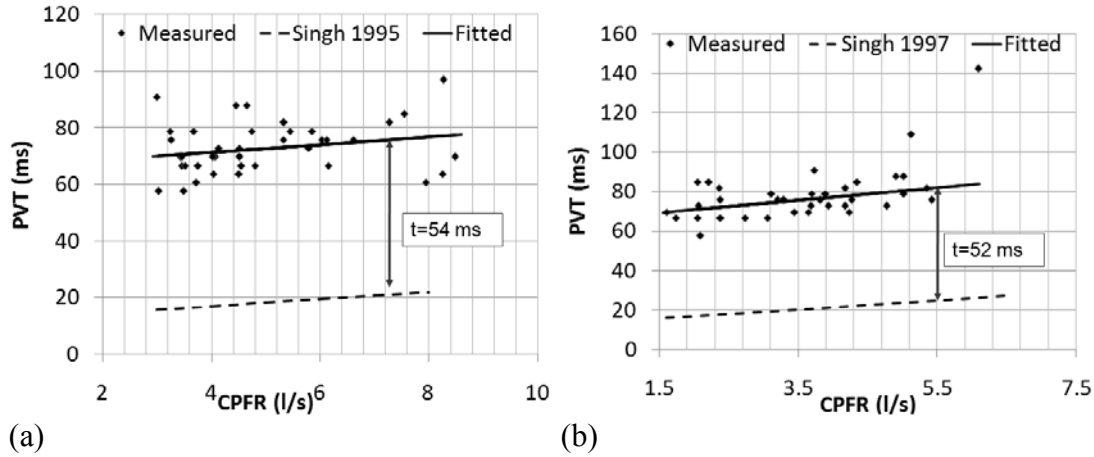 120
100
80
60
40
20
0
PVT (ms)
Measured Singh 1995 Fitted
t=54 ms
2 4 6 8 10
CPFR (l/s)
(a)
160
140
120
100
80
60
40
20
0
PVT (ms)
Measured Singh 1997 Fitted
t=52 ms
1.5 3.5 5.5 7.5
CPFR (l/s)
(b)